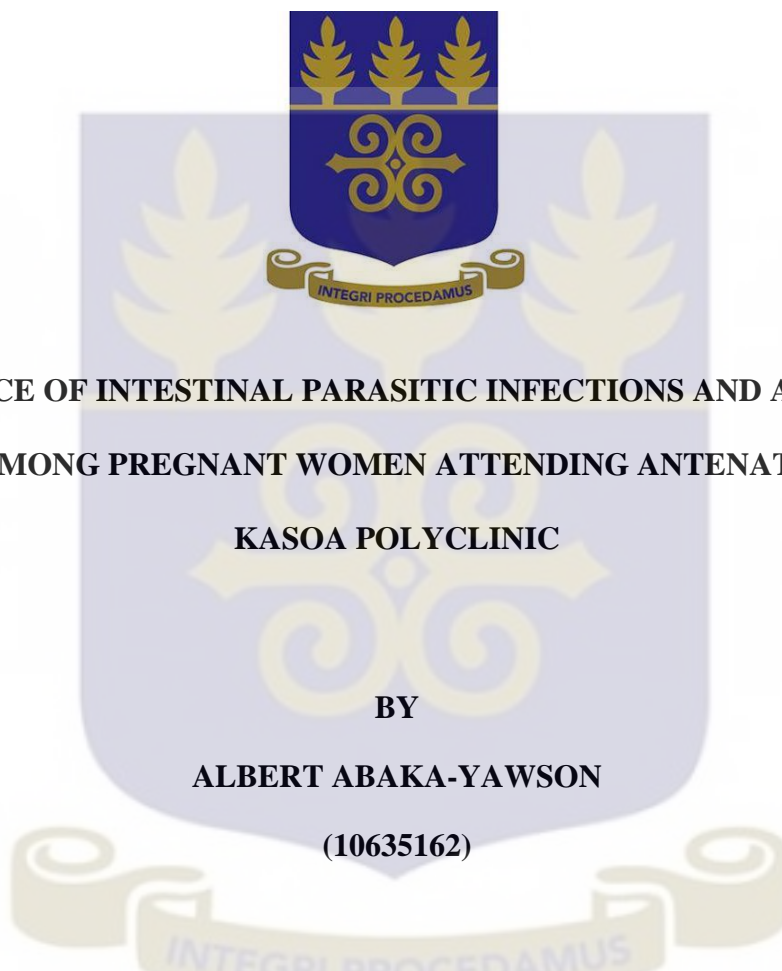 INTEGRI PROCEDAMUS
CE OF INTESTINAL PARASITIC INFECTIONS AND A
MONG PREGNANT WOMEN ATTENDING ANTENAT
KASOA POLYCLINIC
BY
ALBERT ABAKA-YAWSON
(10635162)
INTEGRI PROCEDAMUS